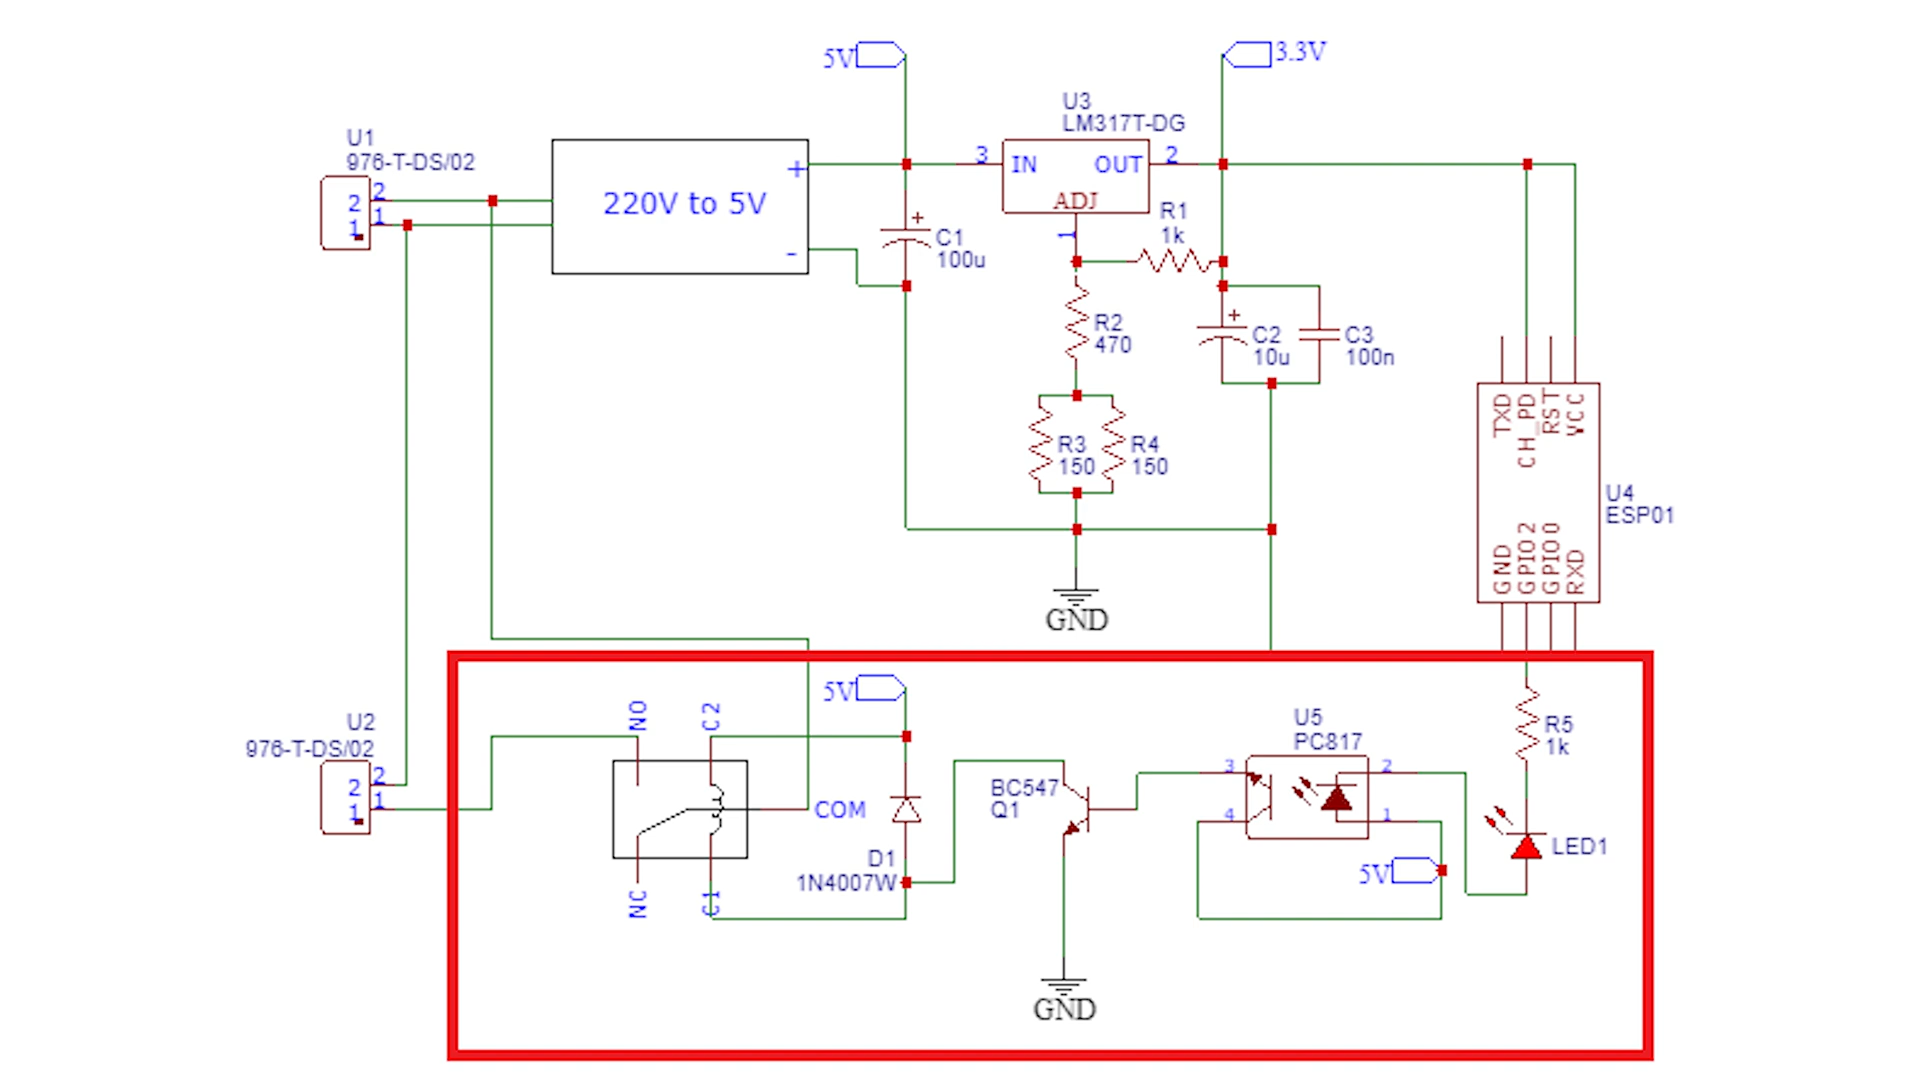 5V
3.3V
U3
LM317T-DG
U1
976-T-DS/02
2
2
1
1
220V to 5V
+
-
3
IN
OUT
2
ADJ
1
R1
1k
+
C1
100u
R2
470
+
C2
10u
C3
100n
R3
150
R4
150
TXD
CH_PD
RST
VCC
GND
GPIO2
GPIO0
RXD
U4
ESP01
GND
5V
NO
C2
U2
976-T-DS/02
2
2
1
1
COM
NC
C1
D1
1N4007W
BC547
Q1
GND
U5
PC817
3
4
2
1
5V
R5
1k
LED1